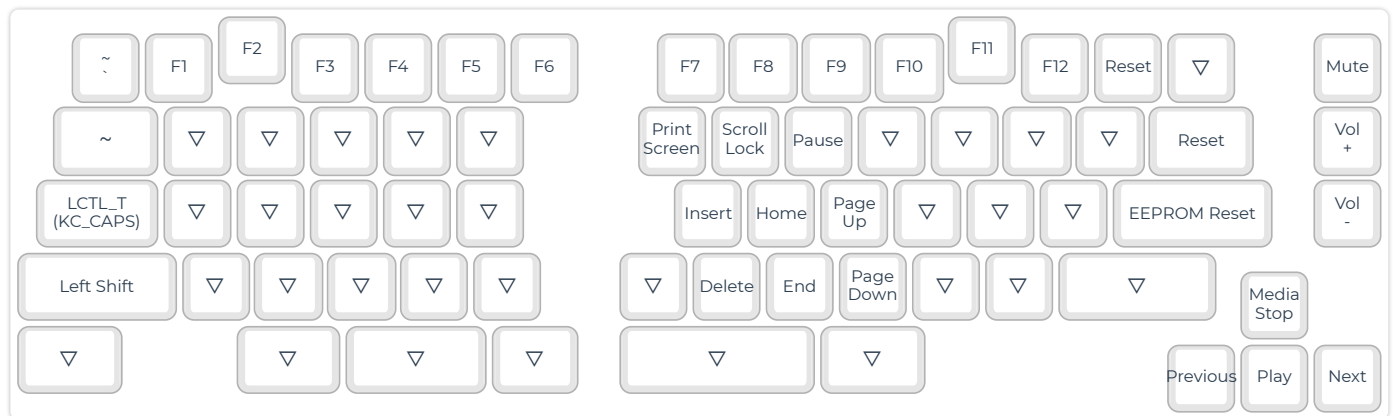 ~
`
F1
F2
F3
F4
F5
F6
F7
F8
F9
F10
F11
F12
Reset
▽
Mute
~
▽
▽
▽
▽
▽
Print
Screen
Scroll
Lock
Pause
▽
▽
▽
▽
Reset
Vol
+
LCTL_T
(KC_CAPS)
▽
▽
▽
▽
▽
Insert
Home
Page
Up
▽
▽
▽
EEPROM Reset
Vol
-
Left Shift
▽
▽
▽
▽
▽
▽
Delete
End
Page
Down
▽
▽
▽
Media
Stop
▽
▽
▽
▽
▽
▽
Previous
Play
Next